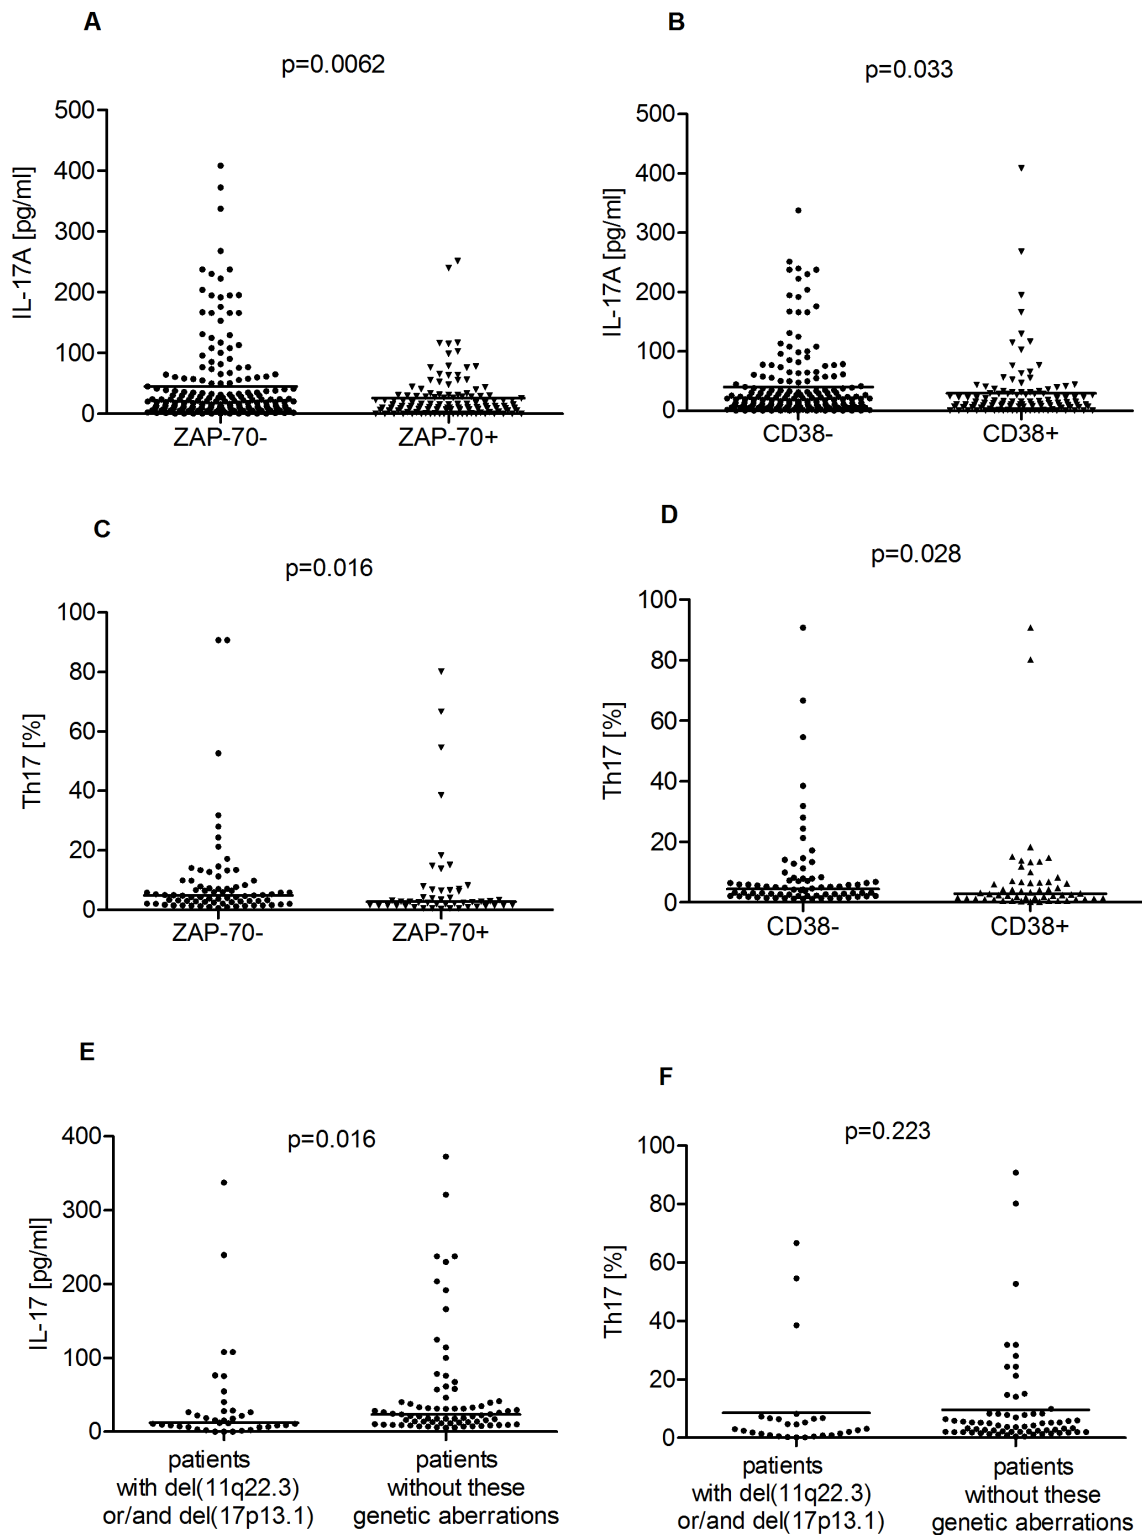 A
p=0.0062
IL-17A [pg/ml]
500
400
300
200
100
0
ZAP-70-
ZAP-70+
B
p=0.033
IL-17A [pg/ml]
500
400
300
200
100
0
CD38-
CD38+
C
p=0.016
Th17 [%]
100
80
60
40
20
0
ZAP-70-
ZAP-70+
D
p=0.028
Th17 [%]
100
80
60
40
20
0
CD38-
CD38+
E
p=0.016
IL-17 [pg/ml]
400
300
200
100
0
patients
with del(11q22.3)
or/and del(17p13.1)
patients
without these
genetic aberrations
F
p=0.223
Th17 [%]
100
80
60
40
20
0
patients
with del(11q22.3)
or/and del(17p13.1)
patients
without these
genetic aberrations